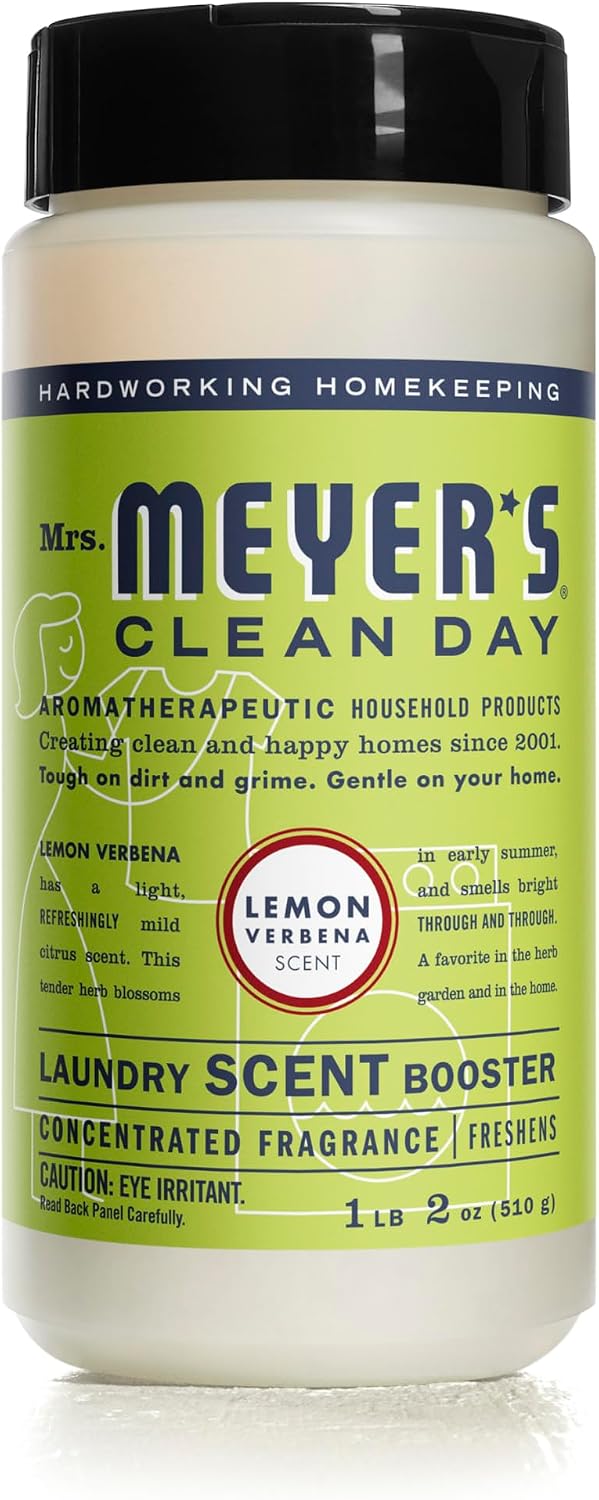 HARDWORKING HOMEKEEPING
Mrs. MEYER'S®
CLEAN DAY
AROMATHERAPEUTIC HOUSEHOLD PRODUCTS
Creating clean and happy homes since 2001.
Tough on dirt and grime. Gentle on your home.
LEMON VERBENA
has a light,
REFRESHINGLY mild
citrus scent. This
tender herb blossoms
LEMON
VERBENA
SCENT
in early summer,
and smells bright
THROUGH AND THROUGH.
A favorite in the herb
garden and in the home.
LAUNDRY SCENT BOOSTER
CONCENTRATED FRAGRANCE | FRESHENS
CAUTION: EYE IRRITANT.
Read Back Panel Carefully.
1 LB 2 oz (510 g)